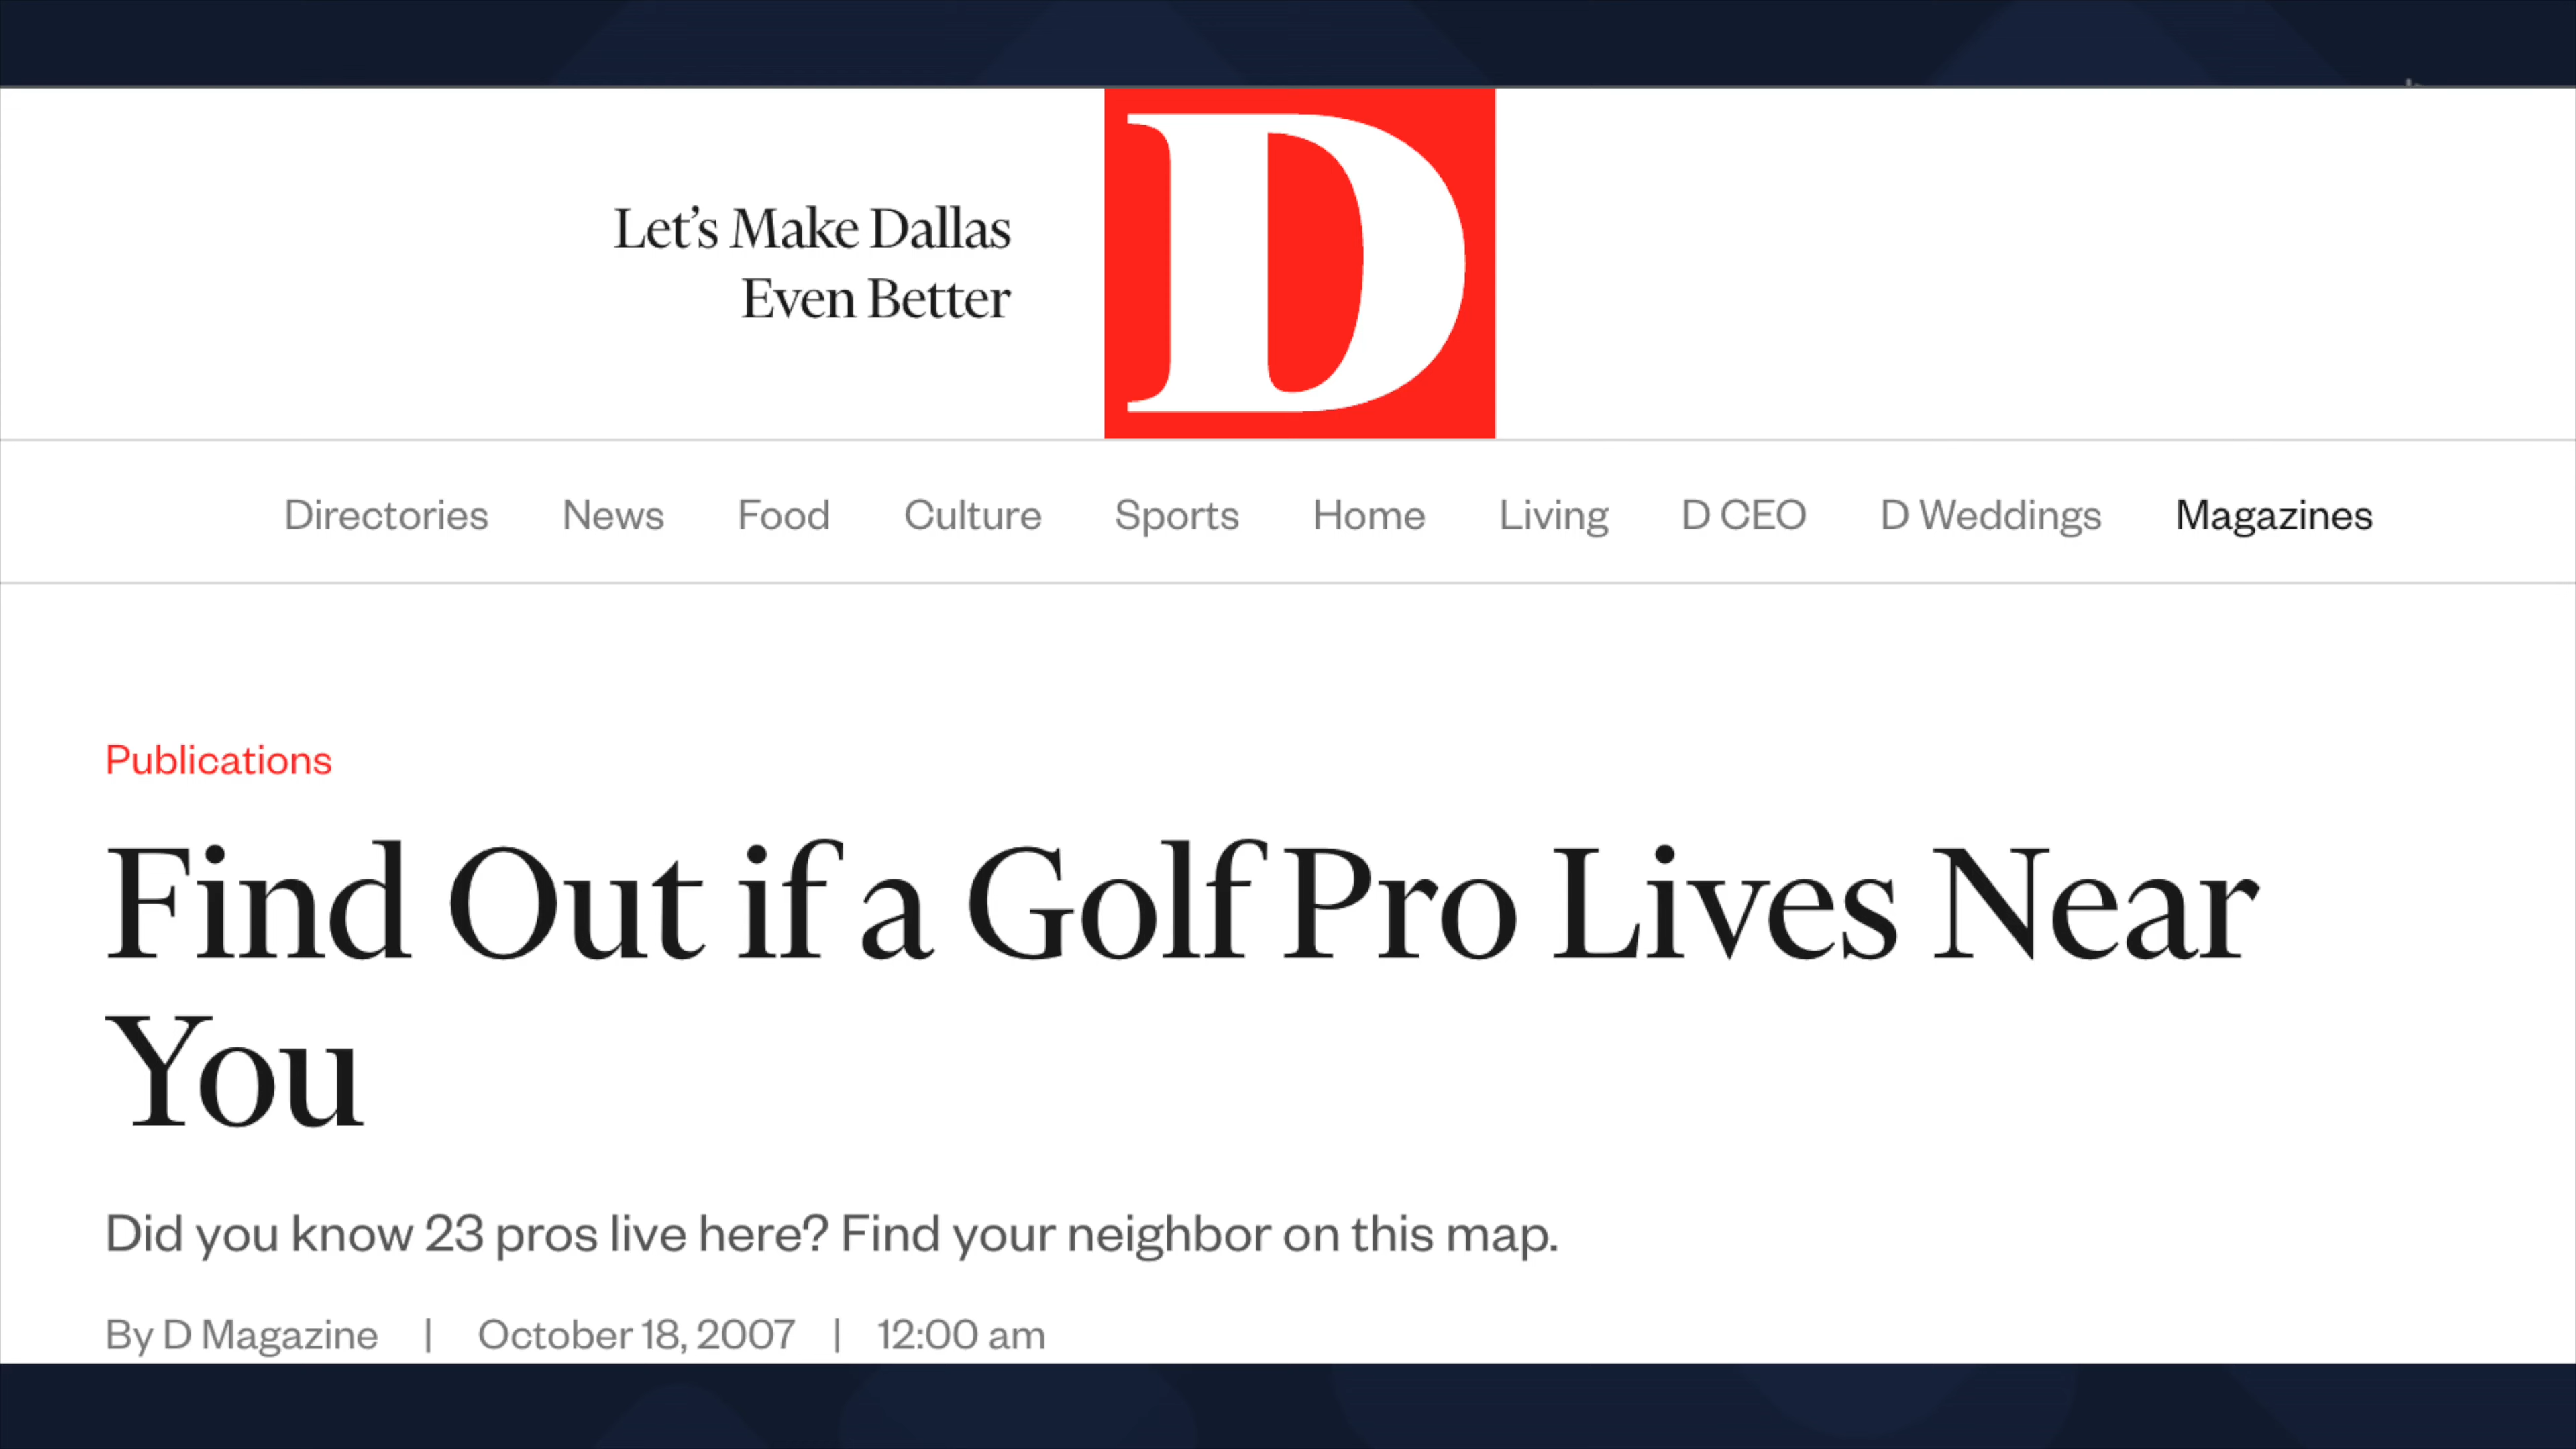 Let's Make Dallas
Even Better
D
Directories News Food Culture Sports Home Living D CEO D Weddings Magazines
Publications
Find Out if a Golf Pro Lives Near
You
Did you know 23 pros live here? Find your neighbor on this map.
By D Magazine | October 18, 2007 | 12:00 am